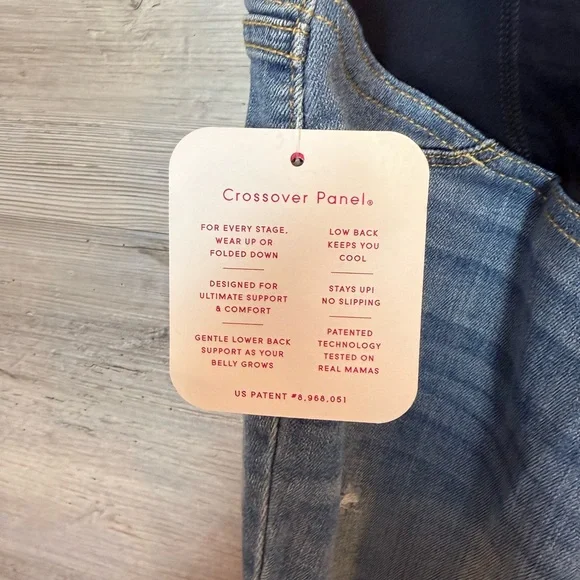 Crossover Panel®
FOR EVERY STAGE,
WEAR UP OR
FOLDED DOWN
DESIGNED FOR
ULTIMATE SUPPORT
& COMFORT
GENTLE LOWER BACK
SUPPORT AS YOUR
BELLY GROWS
LOW BACK
KEEPS YOU
COOL
STAYS UP!
NO SLIPPING
PATENTED
TECHNOLOGY
TESTED ON
REAL MAMAS
US PATENT #8,968,051